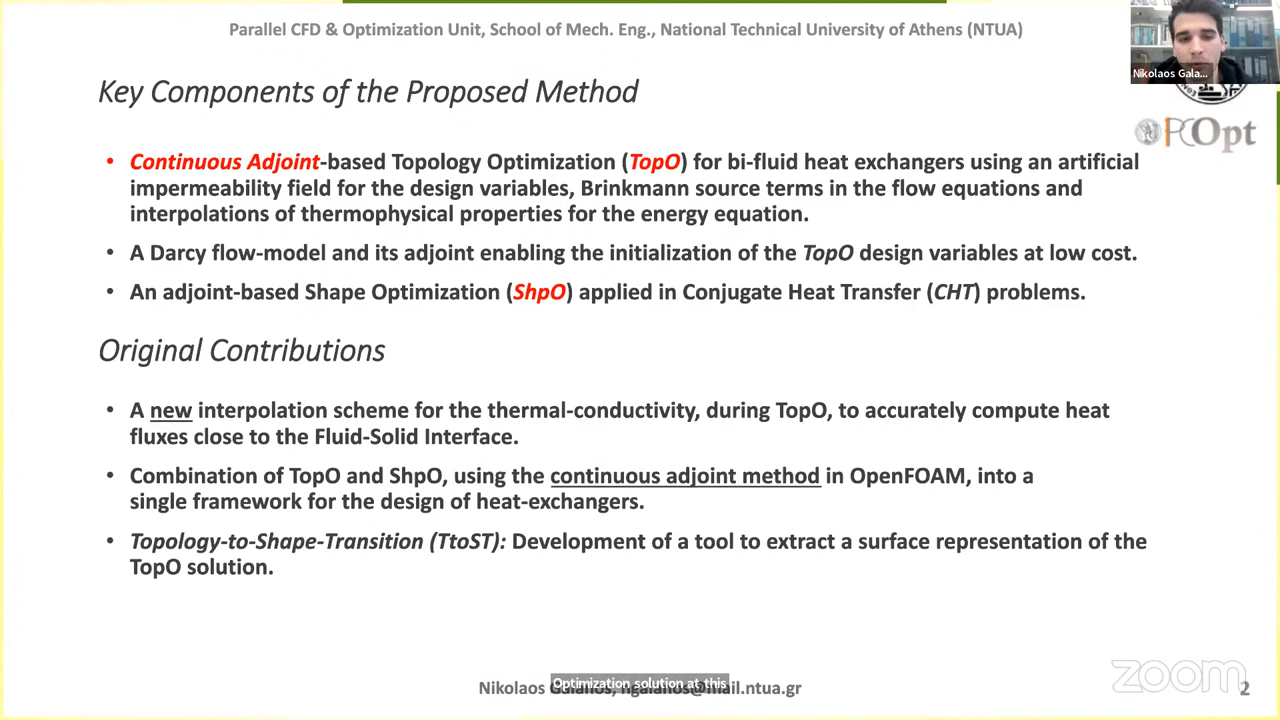 Parallel CFD & Optimization Unit, School of Mech. Eng., National Technical University of Athens (NTUA)
Nikolaos Gala...
PCOpt
Key Components of the Proposed Method
• Continuous Adjoint-based Topology Optimization (TopO) for bi-fluid heat exchangers using an artificial
impermeability field for the design variables, Brinkmann source terms in the flow equations and
interpolations of thermophysical properties for the energy equation.
• A Darcy flow-model and its adjoint enabling the initialization of the TopO design variables at low cost.
• An adjoint-based Shape Optimization (ShpO) applied in Conjugate Heat Transfer (CHT) problems.
Original Contributions
• A new interpolation scheme for the thermal-conductivity, during TopO, to accurately compute heat
fluxes close to the Fluid-Solid Interface.
• Combination of TopO and ShpO, using the continuous adjoint method in OpenFOAM, into a
single framework for the design of heat-exchangers.
• Topology-to-Shape-Transition (TtoST): Development of a tool to extract a surface representation of the
TopO solution.
Optimization solution at this
Nikolaos Galanos, ngalanos@mail.ntua.gr
zoom
2